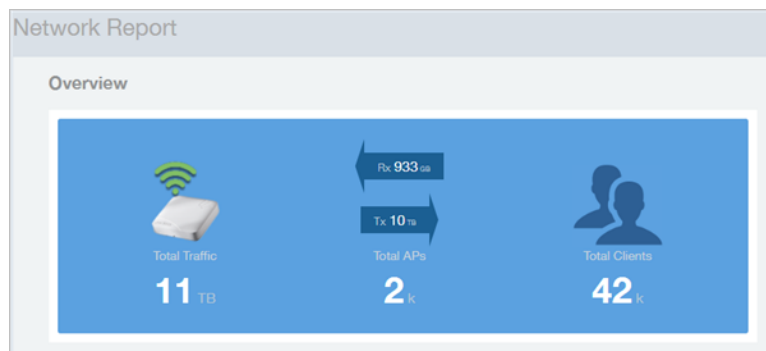 Network Report
Overview
Rx 933 GB
Tx 10 TB
Total Traffic
Total APs
Total Clients
11 TB
2 k
42 k